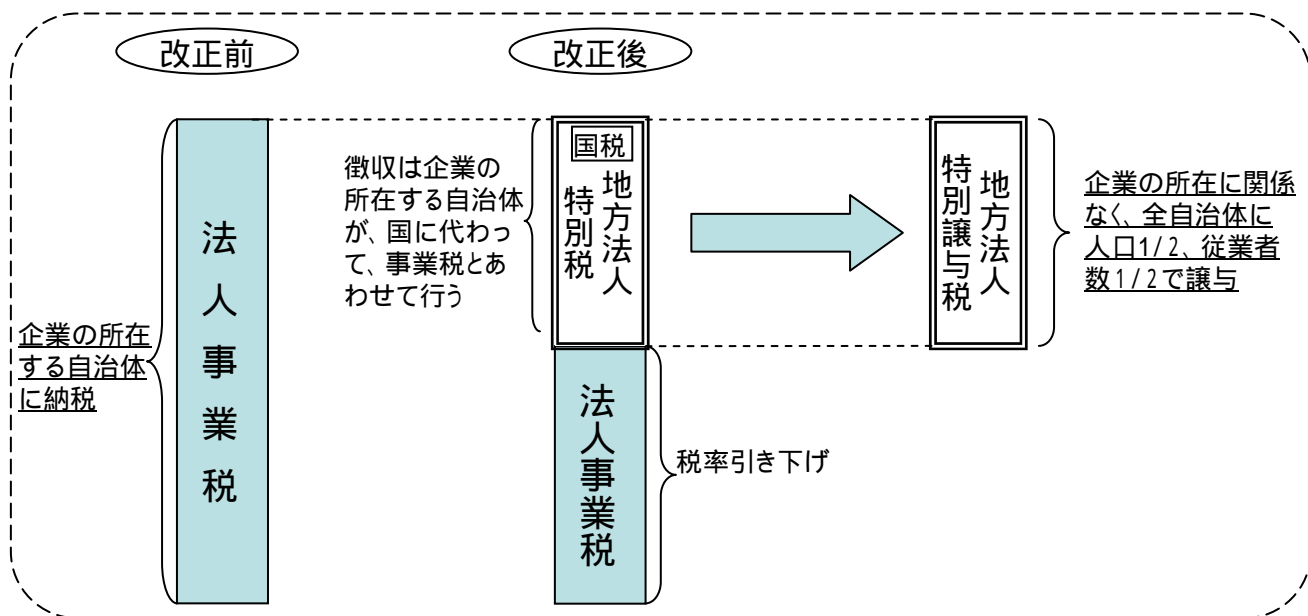 改正前
改正後
企業の所在
する自治体
に納税
法人事業税
徴収は企業の
所在する自治体
が、国に代わっ
て、事業税とあ
わせて行う
国税
地方法人
特別税
法人事業税
税率引き下げ
地方法人
特別譲与税
企業の所在に関係
なく、全自治体に
人口1/2、従業者
数1/2で譲与